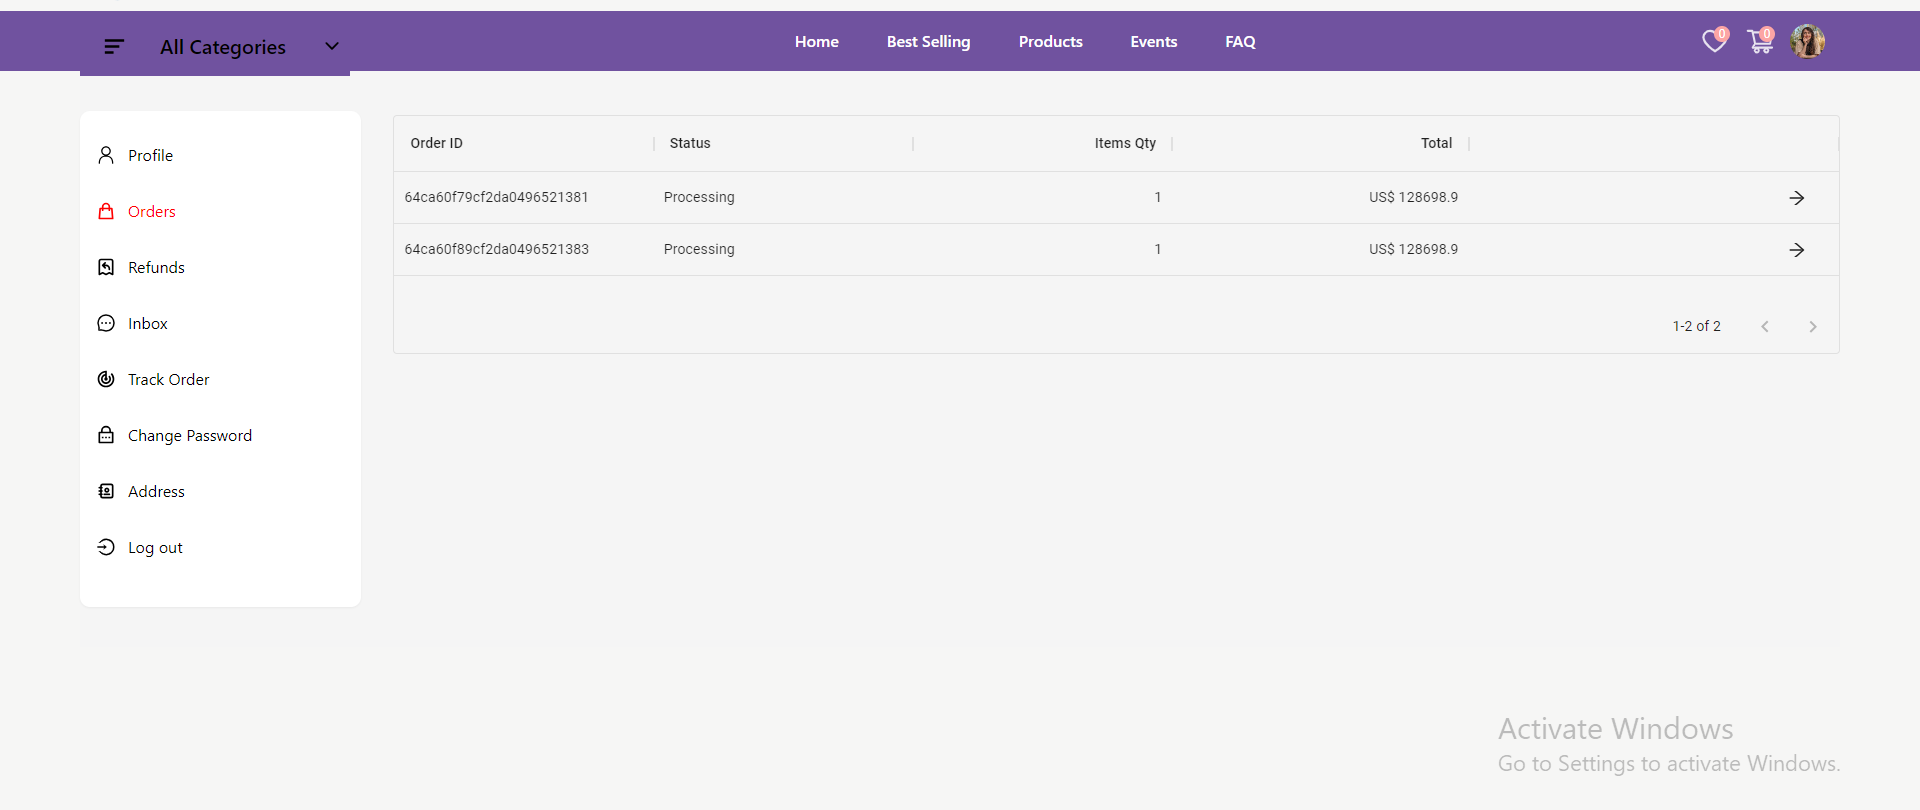 All Categories
Home Best Selling Products Events FAQ
0 0
Profile
Orders
Refunds
Inbox
Track Order
Change Password
Address
Log out
Order ID Status Items Qty Total
64ca60f79cf2da0496521381 Processing 1 US$ 128698.9
64ca60f89cf2da0496521383 Processing 1 US$ 128698.9
1-2 of 2
Activate Windows
Go to Settings to activate Windows.